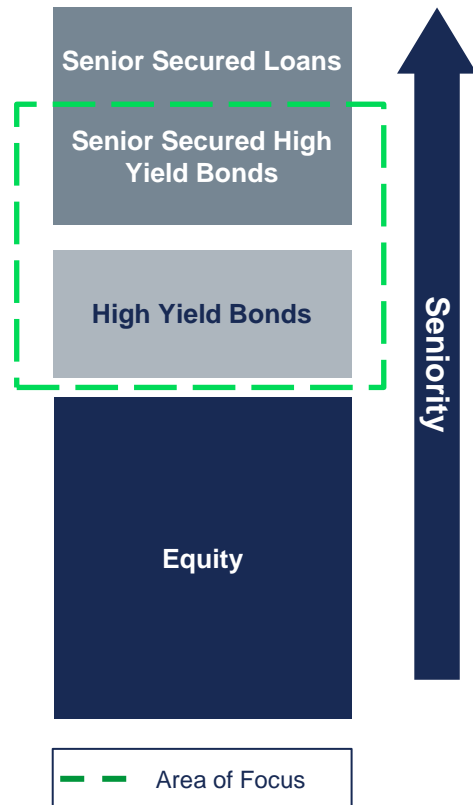 Senior Secured Loans
Senior Secured High
Yield Bonds
High Yield Bonds
Seniority
Equity
Area of Focus